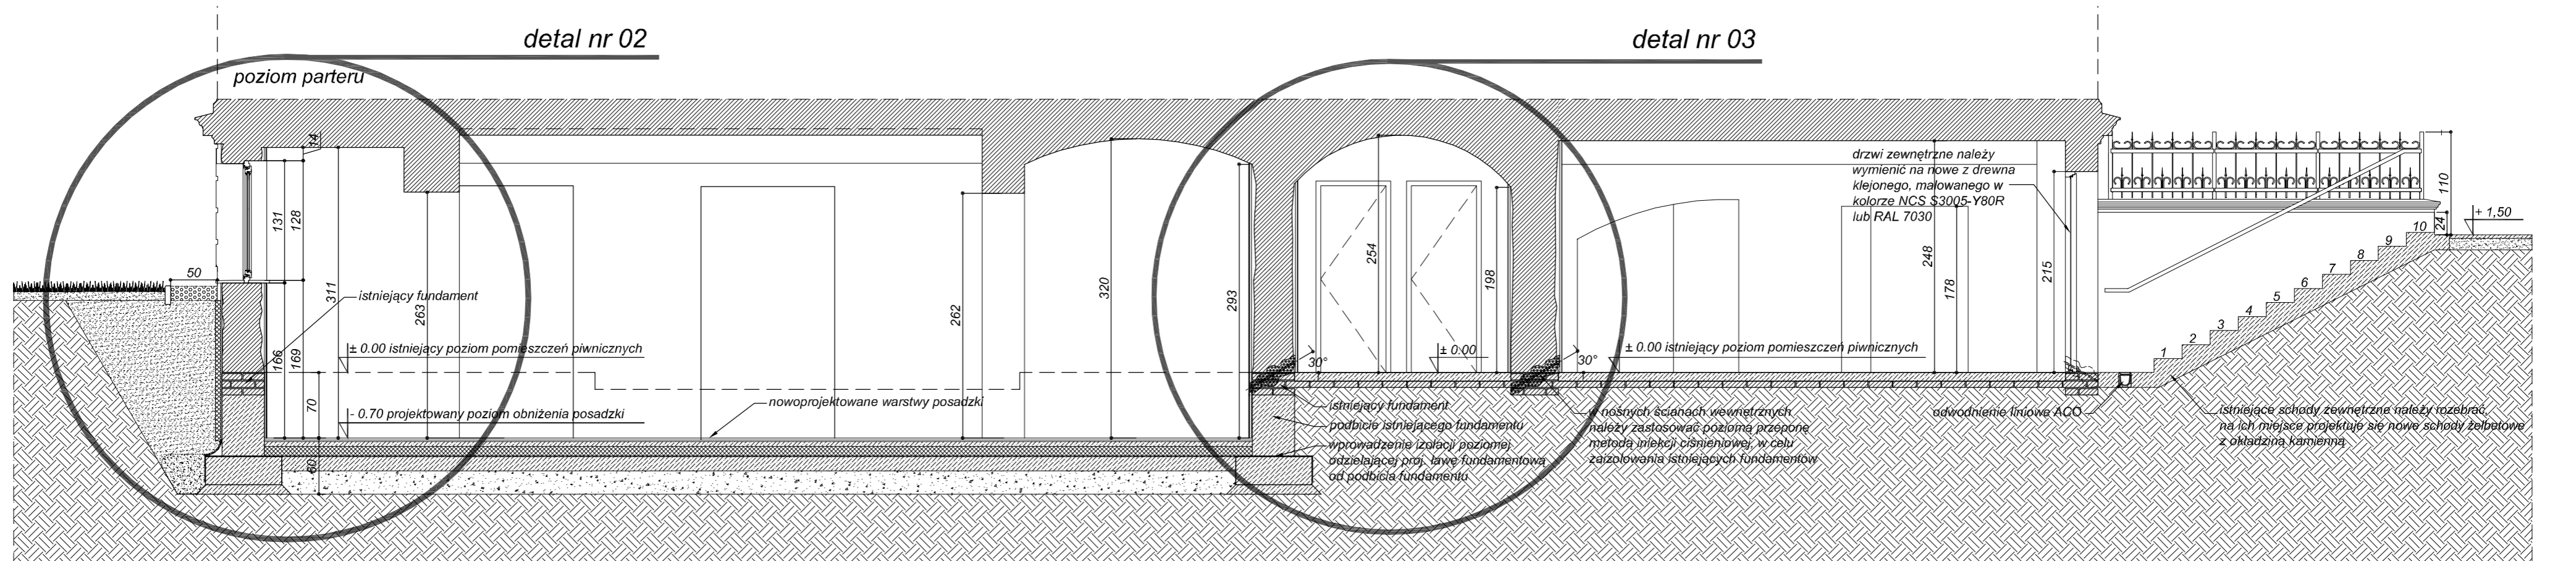 detal nr 02
detal nr 03
poziom parteru
14
131
128
311
50
istniejący fundament
263
166
169
± 0.00 istniejący poziom pomieszczeń piwnicznych
70
- 0.70 projektowany poziom obniżenia posadzki
60
nowoprojektowane warstwy posadzki
262
320
293
254
198
± 0.00
30°
30°
± 0.00 istniejący poziom pomieszczeń piwnicznych
istniejący fundament
podbicie istniejącego fundamentu
wprowadzenie izolacji poziomej
odzielającej proj. ławę fundamentową
od podbicia fundamentu
w nośnych ścianach wewnętrznych
należy zastosować poziomą przeponę
metodą iniekcji ciśnieniowej, w celu
zaizolowania istniejących fundamentów
drzwi zewnętrzne należy
wymienić na nowe z drewna
klejonego, malowanego w
kolorze NCS S3005-Y80R
lub RAL 7030
248
178
215
odwodnienie liniowe ACO
110
24
+ 1,50
1
2
3
4
5
6
7
8
9
10
istniejące schody zewnętrzne należy rozebrać,
na ich miejsce projektuje się nowe schody żelbetowe
z okładziną kamienną